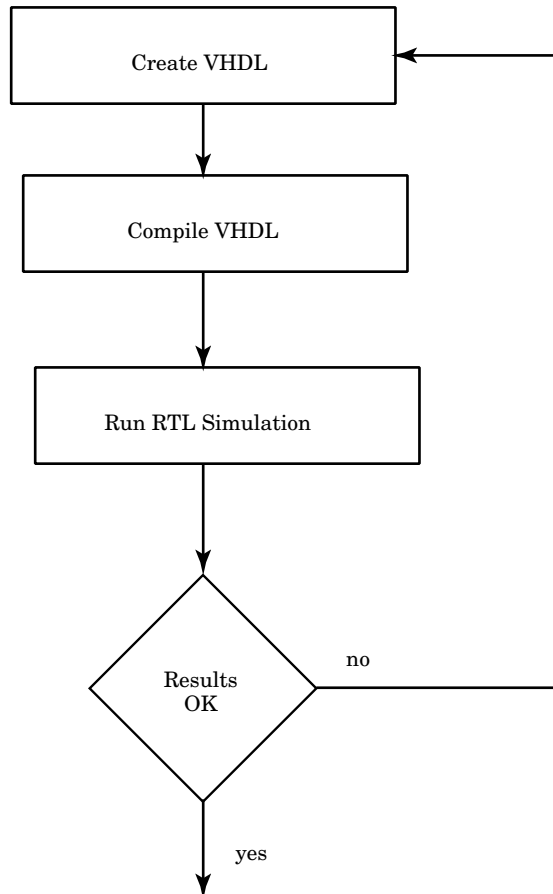 Create VHDL
Compile VHDL
Run RTL Simulation
Results
OK
no
yes